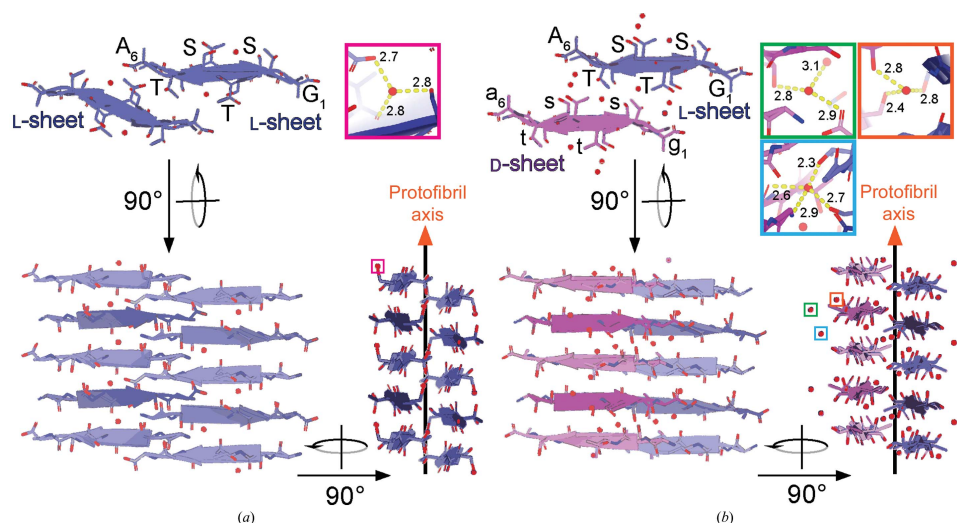 A6 S S
T T G1
L-sheet L-sheet
2.7
2.8
2.8
90°
Protofibril
axis
90°
(a)
A6 S S
T T G1
L-sheet
a6 s s
t t g1
D-sheet
3.1
2.8
2.9
2.8
2.4
2.8
2.3
2.6
2.7
2.9
90°
Protofibril
axis
90°
(b)